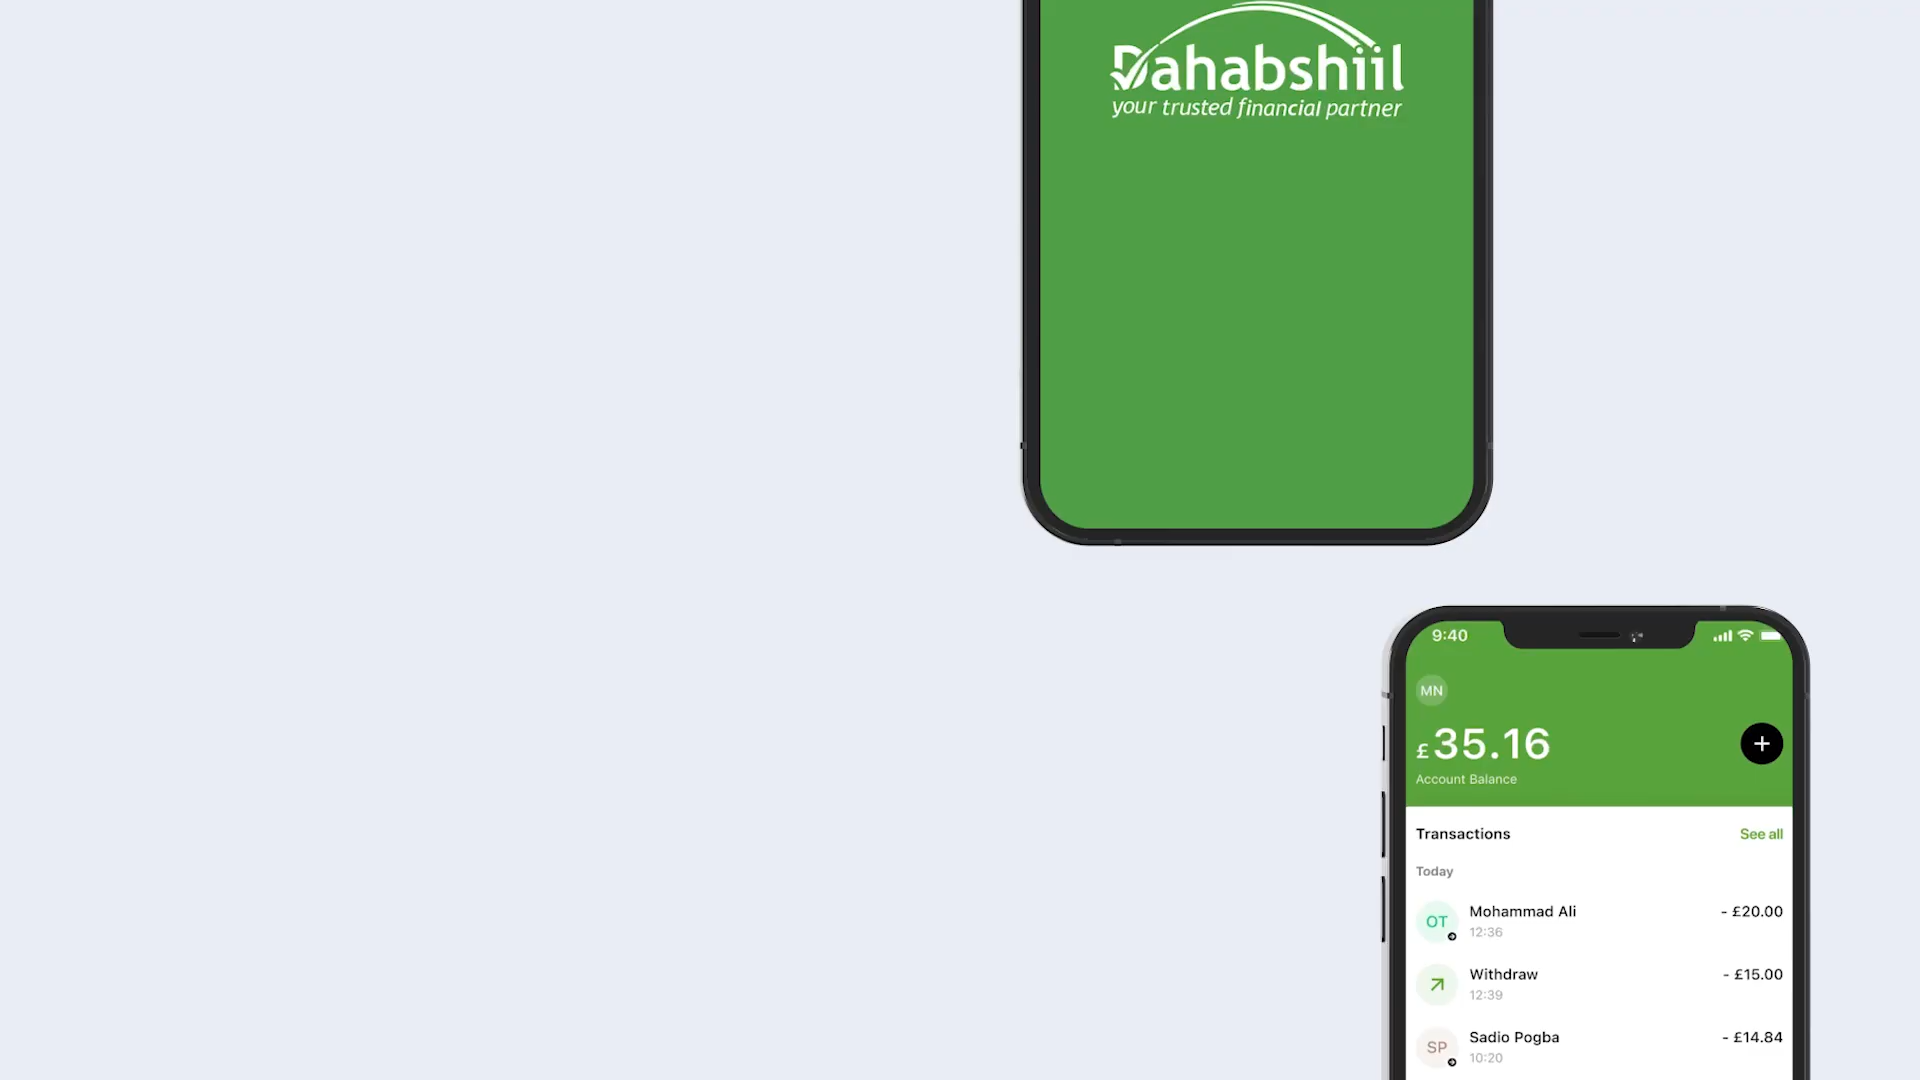 Dahabshiil
your trusted financial partner
9:40
MN
£35.16
+
Account Balance
Transactions
See all
Today
OT
Mohammad Ali
- £20.00
12:36
Withdraw
- £15.00
12:39
SP
Sadio Pogba
- £14.84
10:20